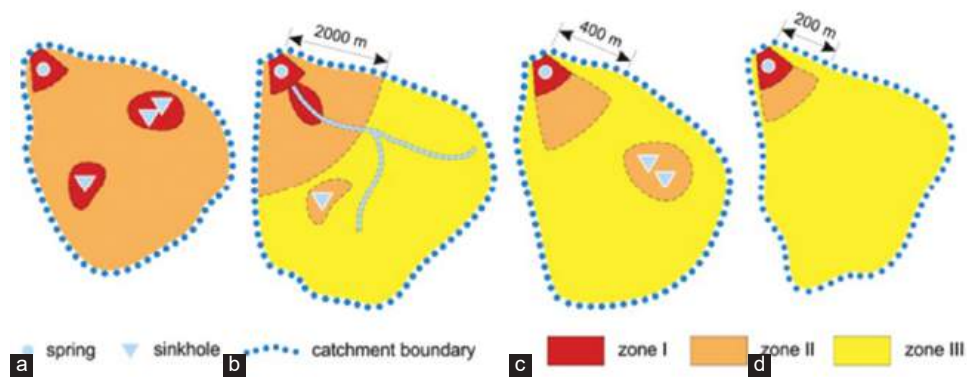 2000 m
400 m
200 m
a spring sinkhole b catchment boundary c zone I zone II d zone III